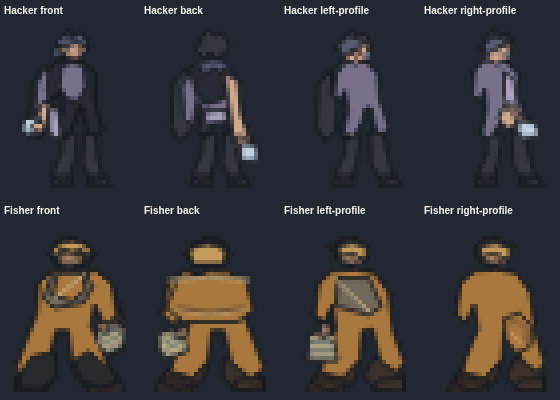 Hacker front
Hacker back
Hacker left-profile
Hacker right-profile
Fisher front
Fisher back
Fisher left-profile
Fisher right-profile